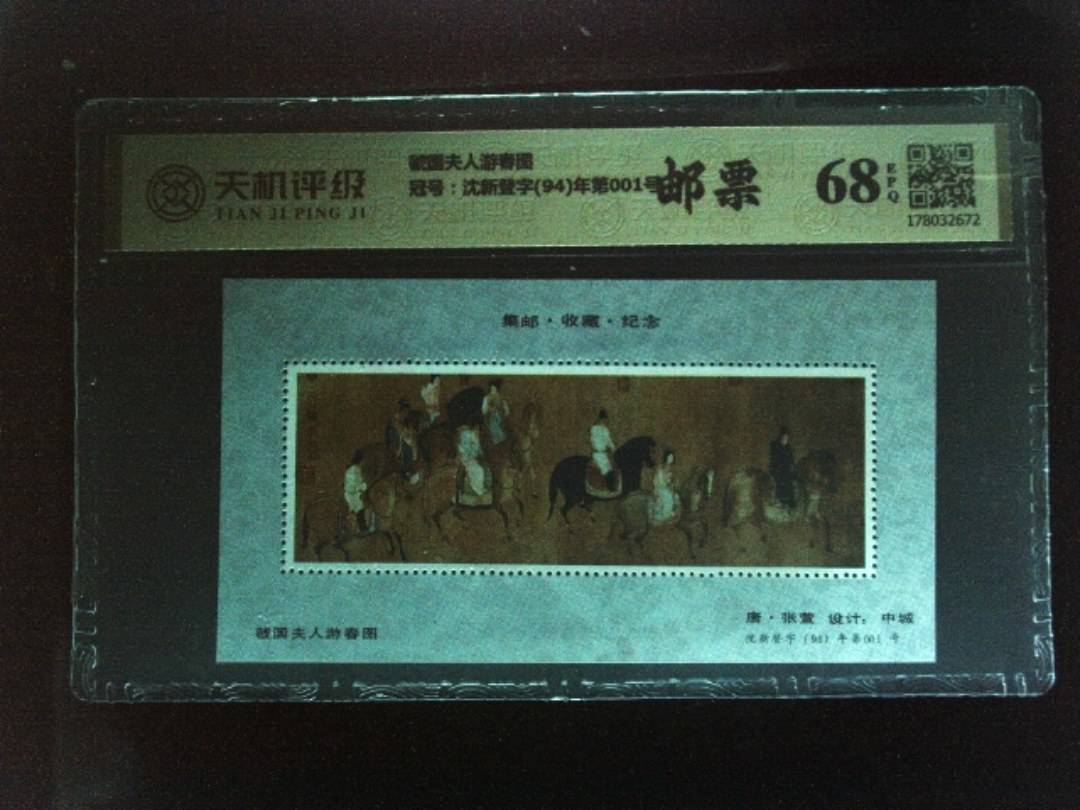 天机评级
TIAN JI PING JI
虢国夫人游春图
冠号：沈新登字(94)年第001号
邮票
68
EPQ
178032672
集邮·收藏·纪念
虢国夫人游春图
唐·张萱 设计：中城
沈新登字（94）年第001 号